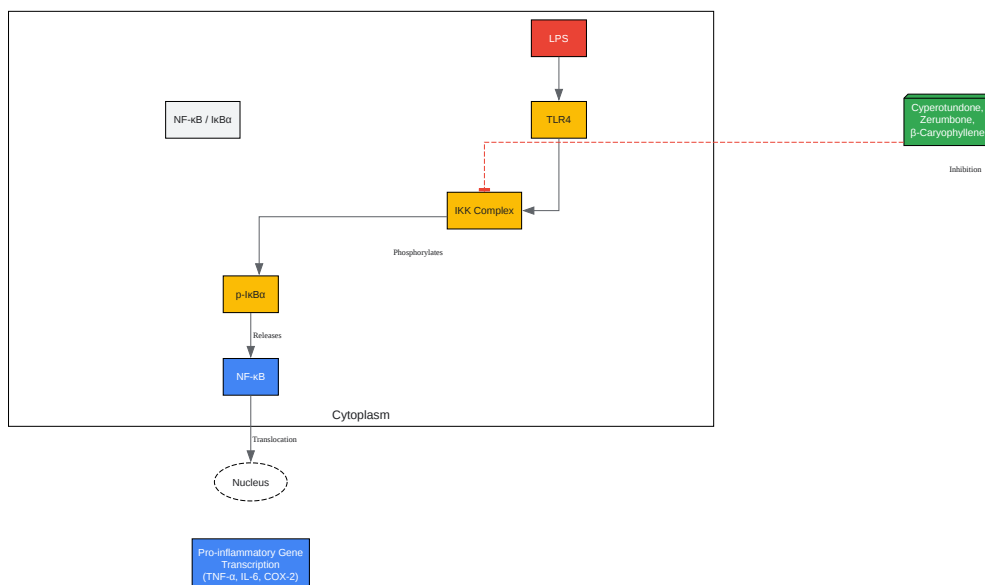 LPS
NF-κB / IκBα
TLR4
Cyperotundone,
Zerumbone,
β-Caryophyllene
Inhibition
IKK Complex
Phosphorylates
p-IκBα
Releases
NF-κB
Cytoplasm
Translocation
Nucleus
Pro-inflammatory Gene
Transcription
(TNF-α, IL-6, COX-2)